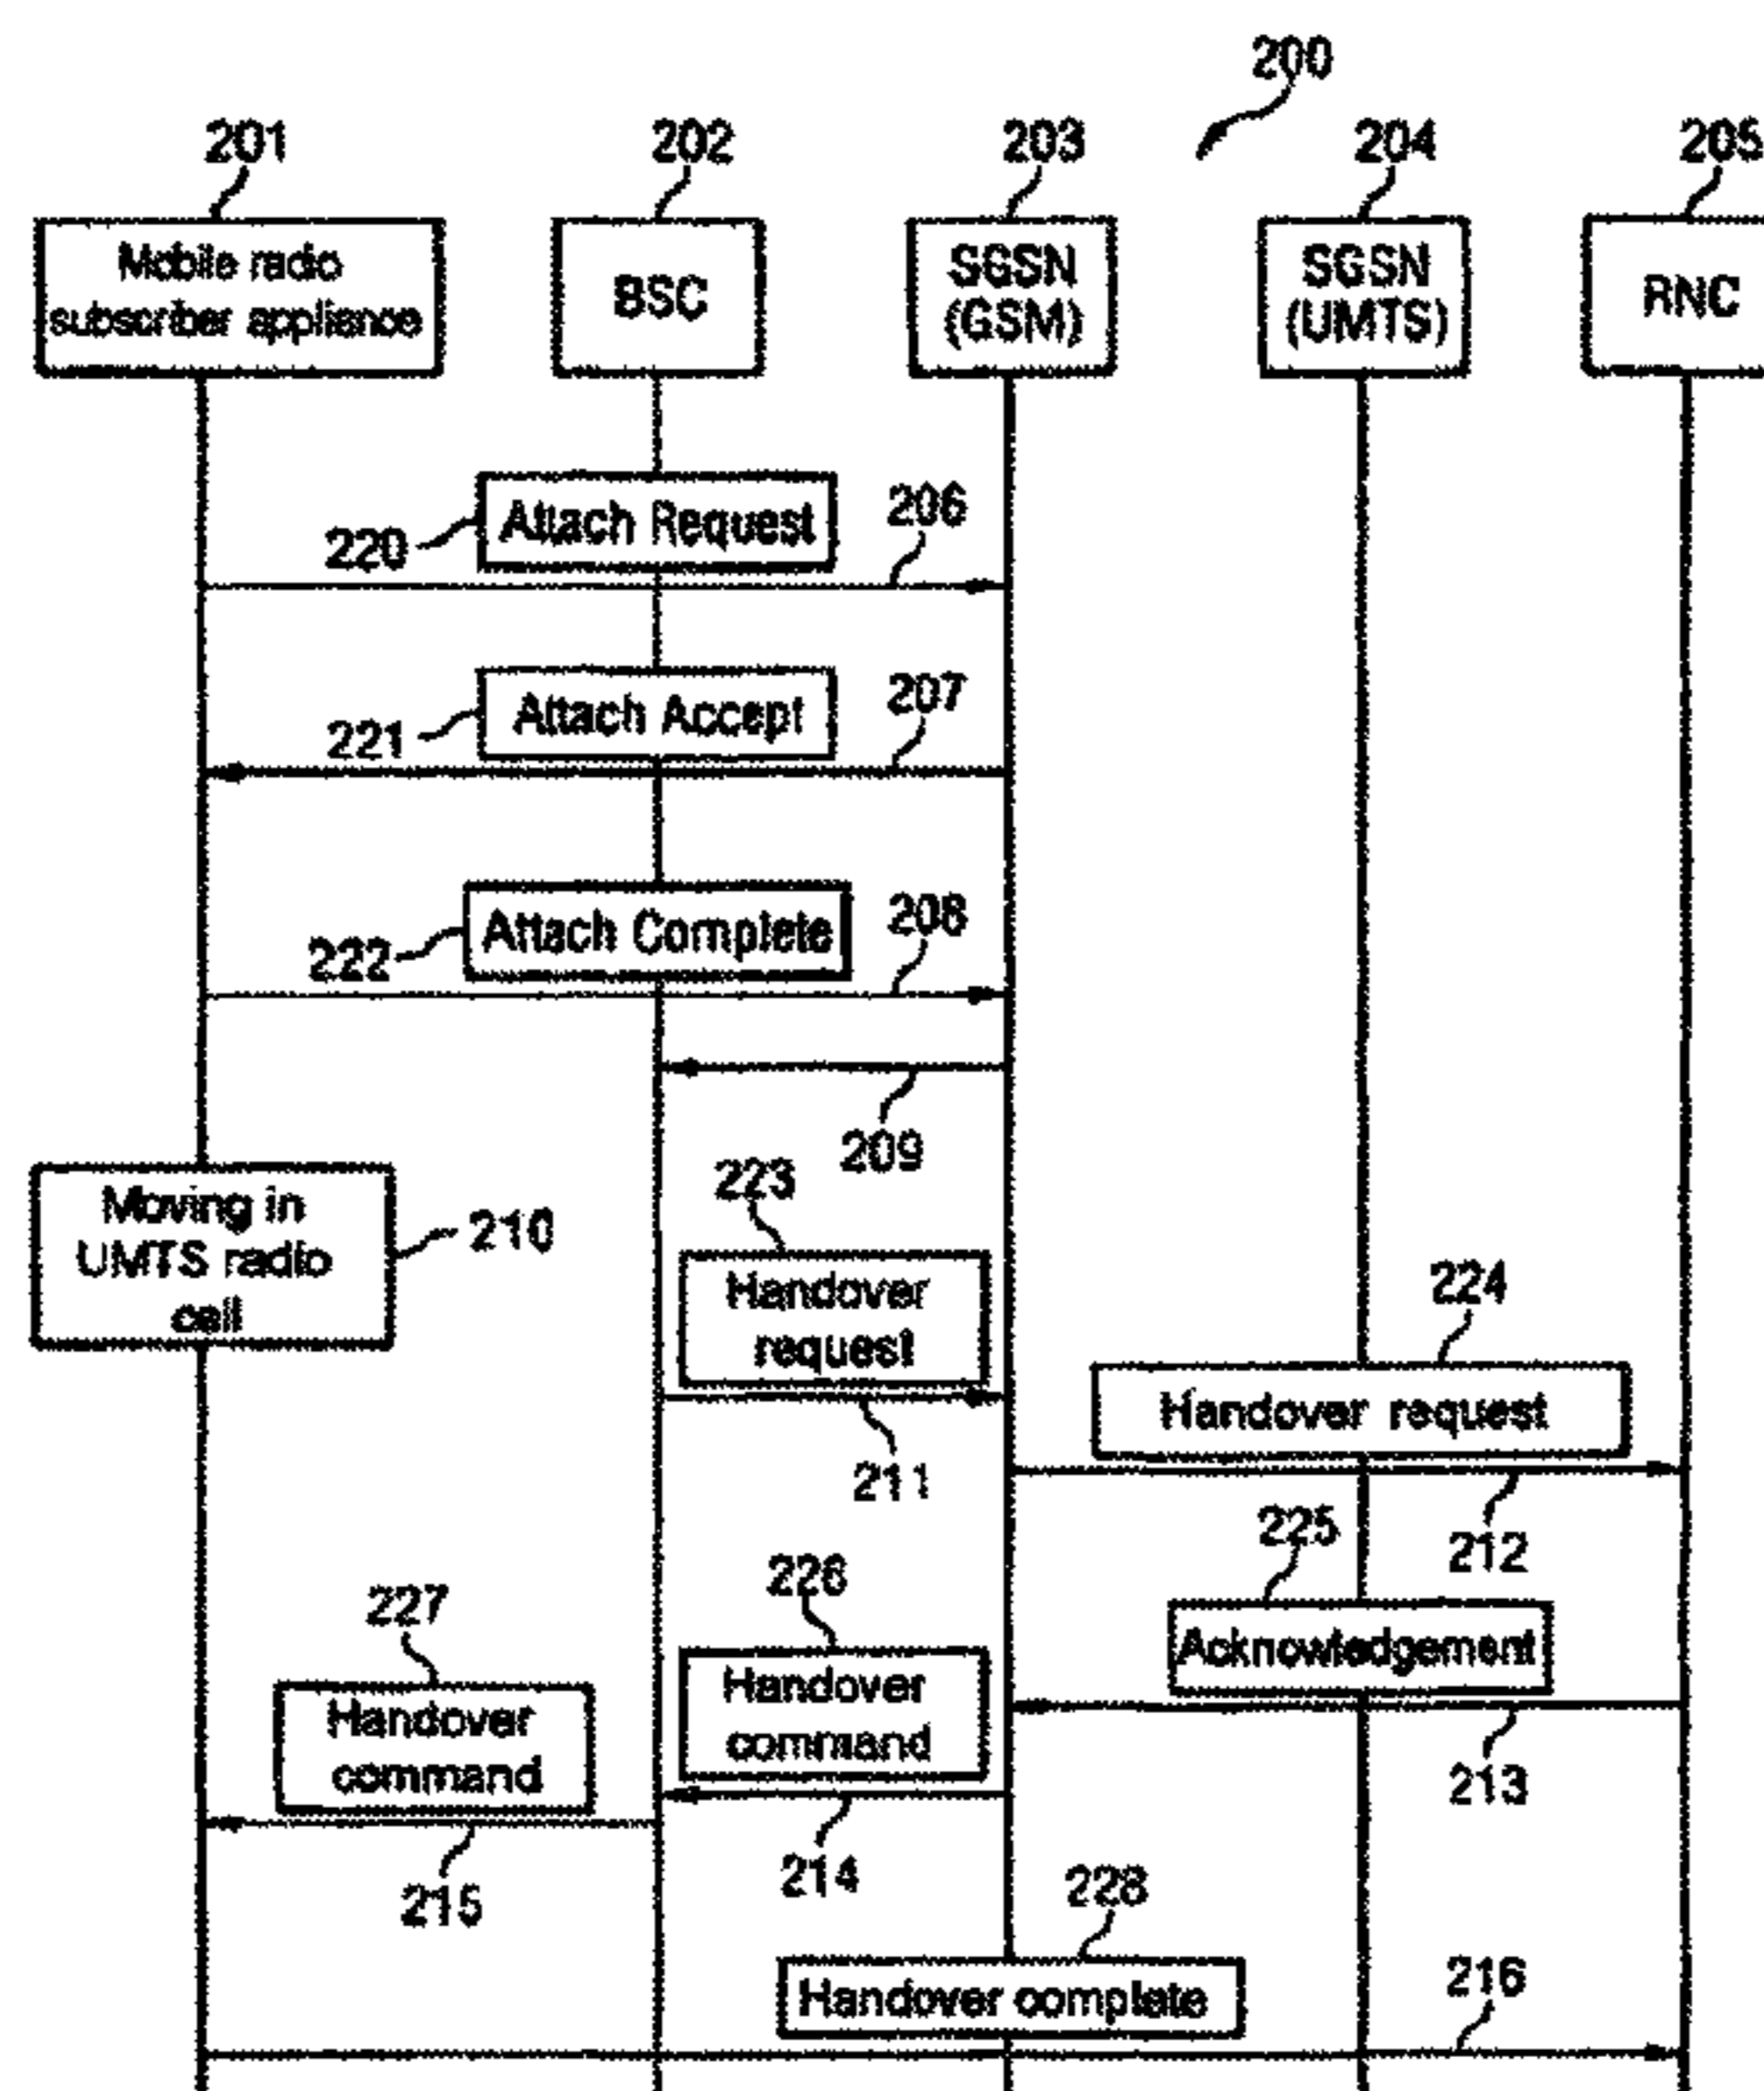 200
201
202
203
204
205
Mobile radio
subscriber appliance
BSC
SGSN
(GSM)
SGSN
(UMTS)
RNC
Attach Request
206
220
Attach Accept
207
221
Attach Complete
208
222
209
223
Moving in
UMTS radio
cell
210
Handover
request
224
Handover request
211
225
212
226
227
Acknowledgement
Handover
command
Handover
command
213
214
215
228
216
Handover complete